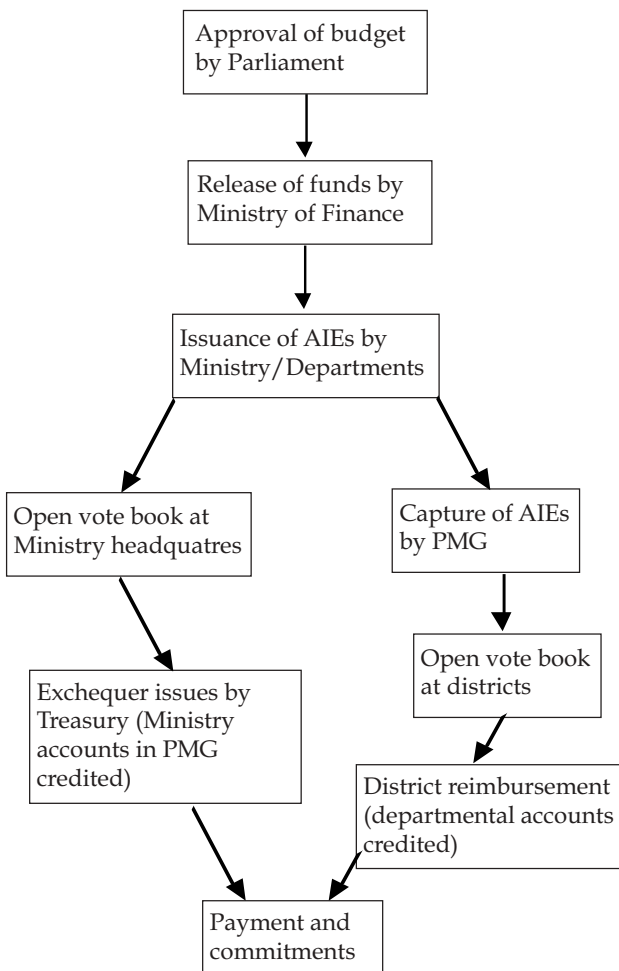 Approval of budget
by Parliament
Release of funds by
Ministry of Finance
Issuance of AIEs by
Ministry/Departments
Open vote book at
Ministry headquatres
Capture of AIEs
by PMG
Exchequer issues by
Treasury (Ministry
accounts in PMG
credited)
Open vote book
at districts
District reimbursement
(departmental accounts
credited)
Payment and
commitments